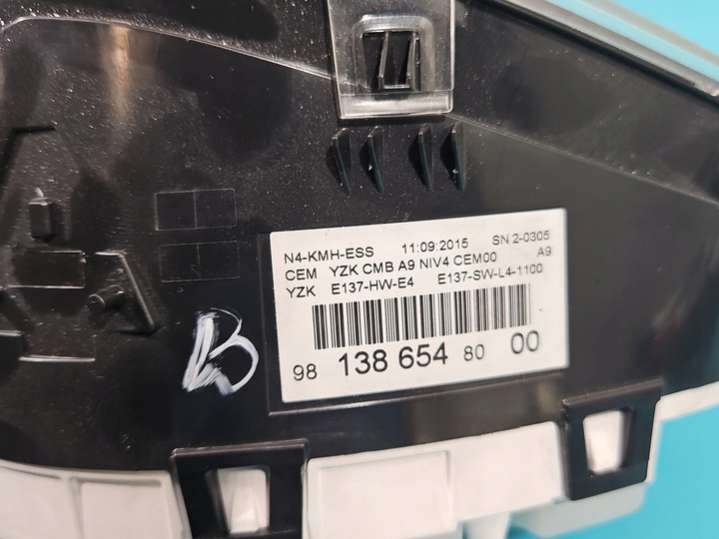 N4-KMH-ESS 11:09:2015 SN 2-0305
CEM YZK CMB A9 NIV4 CEM00 A9
YZK E137-HW-E4 E137-SW-L4-1100
98 138 654 80 00
B